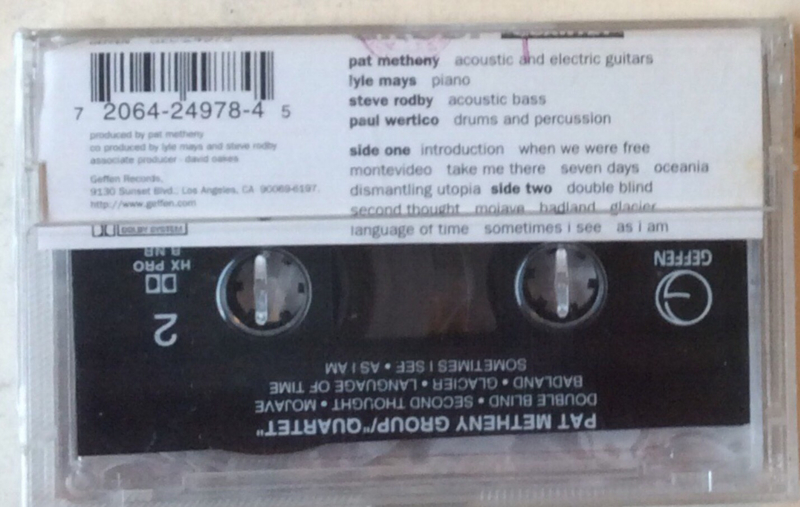 pat metheny acoustic and electric guitars
lyle mays piano
steve rodby acoustic bass
paul wertico drums and percussion
side one introduction when we were free
montevideo take me there seven days oceania
dismantling utopia side two double blind
second thought mojave badland glacier
language of time sometimes i see as i am
7 2064-24978-4 5
produced by pat metheny
co produced by lyle mays and steve rodby
associate producer david oakes
Geffen Records,
9130 Sunset Blvd., Los Angeles, CA 90069-6197.
http://www.geffen.com
DOLBY SYSTEM
PAT METHENY GROUP/"QUARTET"
DOUBLE BLIND • SECOND THOUGHT • MOJAVE
BADLAND • GLACIER • LANGUAGE OF TIME
SOMETIMES I SEE • AS I AM
2
HX PRO
B NR
GEFFEN